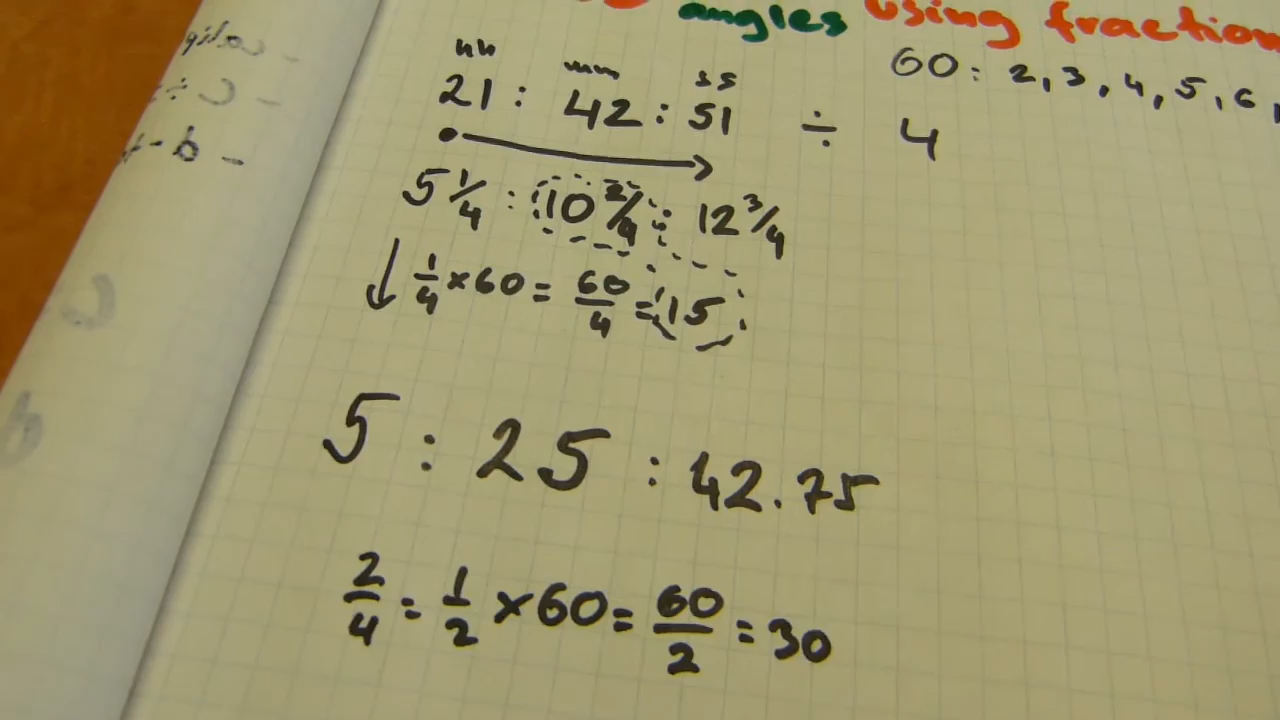 angles using fraction
60: 2, 3, 4, 5, 6,
hh mm ss
21: 42: 51 ÷ 4
5 1/4 : 10 2/4 : 12 3/4
1/4 × 60 = 60/4 = 15
5 : 25 : 42.75
2/4 = 1/2 × 60 = 60/2 = 30